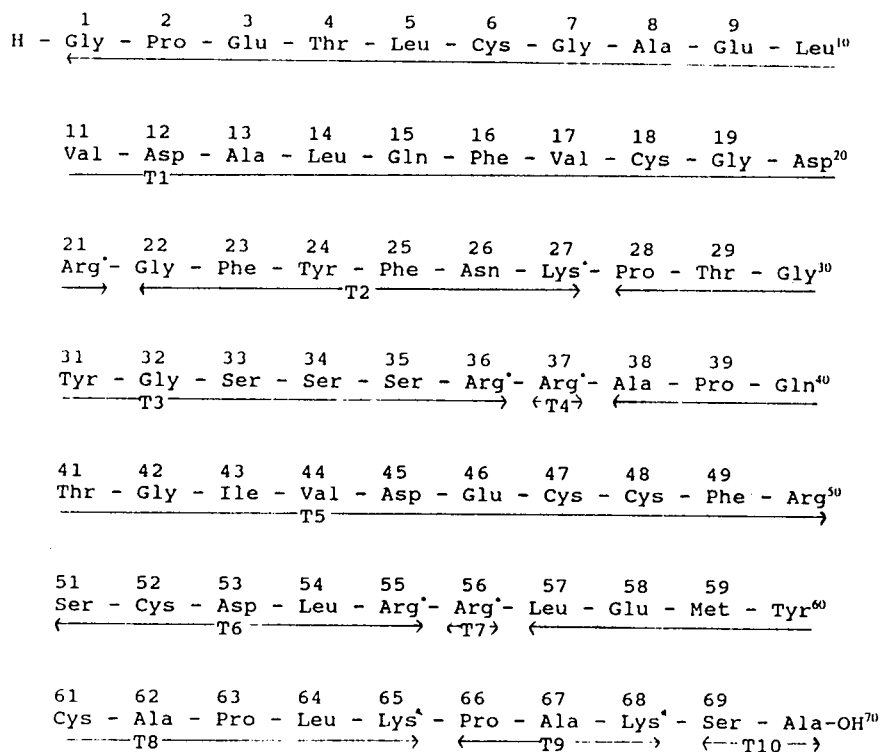 1 2 3 4 5 6 7 8 9
H - Gly - Pro - Glu - Thr - Leu - Cys - Gly - Ala - Glu - Leu¹⁰
11 12 13 14 15 16 17 18 19
Val - Asp - Ala - Leu - Gln - Phe - Val - Cys - Gly - Asp²⁰
T1
21 22 23 24 25 26 27 28 29
Arg* - Gly - Phe - Tyr - Phe - Asn - Lys* - Pro - Thr - Gly³⁰
T2
31 32 33 34 35 36 37 38 39
Tyr - Gly - Ser - Ser - Ser - Arg* - Arg* - Ala - Pro - Gln⁴⁰
T3 T4
41 42 43 44 45 46 47 48 49
Thr - Gly - Ile - Val - Asp - Glu - Cys - Cys - Phe - Arg⁵⁰
T5
51 52 53 54 55 56 57 58 59
Ser - Cys - Asp - Leu - Arg* - Arg* - Leu - Glu - Met - Tyr⁶⁰
T6 T7
61 62 63 64 65 66 67 68 69
Cys - Ala - Pro - Leu - Lys* - Pro - Ala - Lys* - Ser - Ala-OH⁷⁰
T8 T9 T10